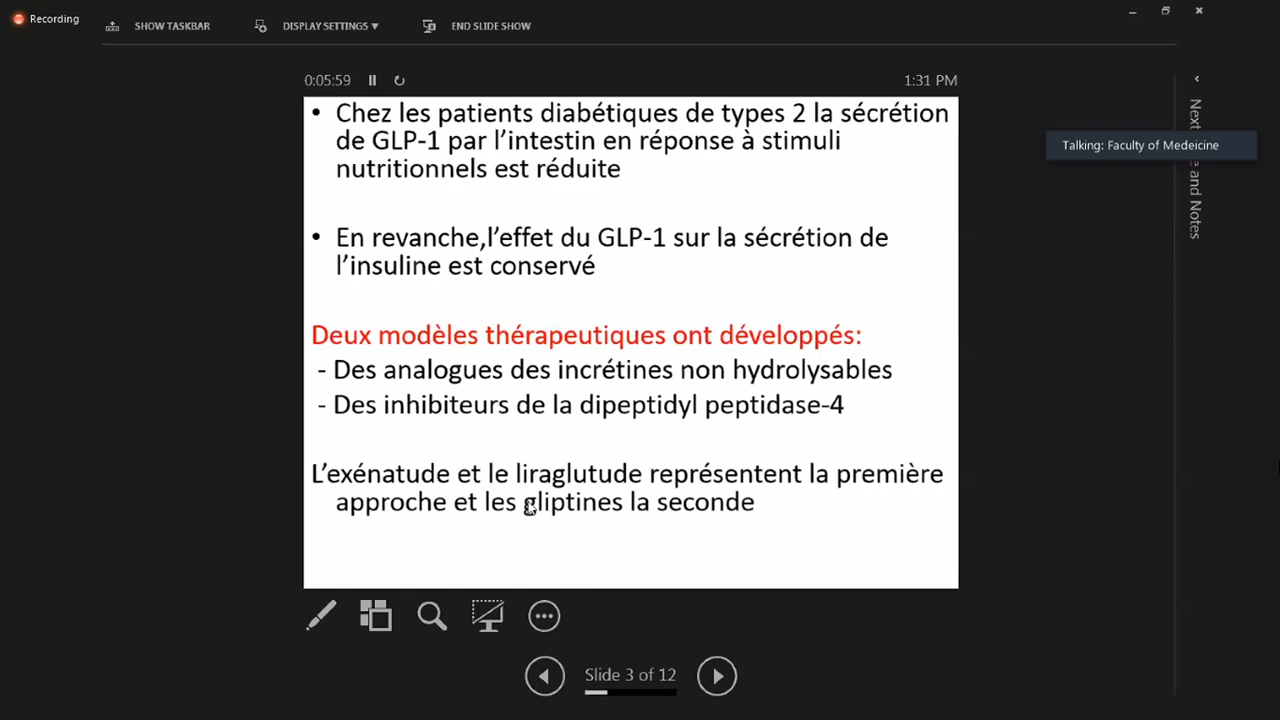 Recording
SHOW TASKBAR
DISPLAY SETTINGS
END SLIDE SHOW
0:05:59
1:31 PM
• Chez les patients diabétiques de types 2 la sécrétion
de GLP-1 par l’intestin en réponse à stimuli
nutritionnels est réduite
• En revanche,l’effet du GLP-1 sur la sécrétion de
l’insuline est conservé
Deux modèles thérapeutiques ont développés:
- Des analogues des incrétines non hydrolysables
- Des inhibiteurs de la dipeptidyl peptidase-4
L’exénatude et le liraglutude représentent la première
approche et les gliptines la seconde
Slide 3 of 12
Talking: Faculty of Medeicine
Next
e and Notes